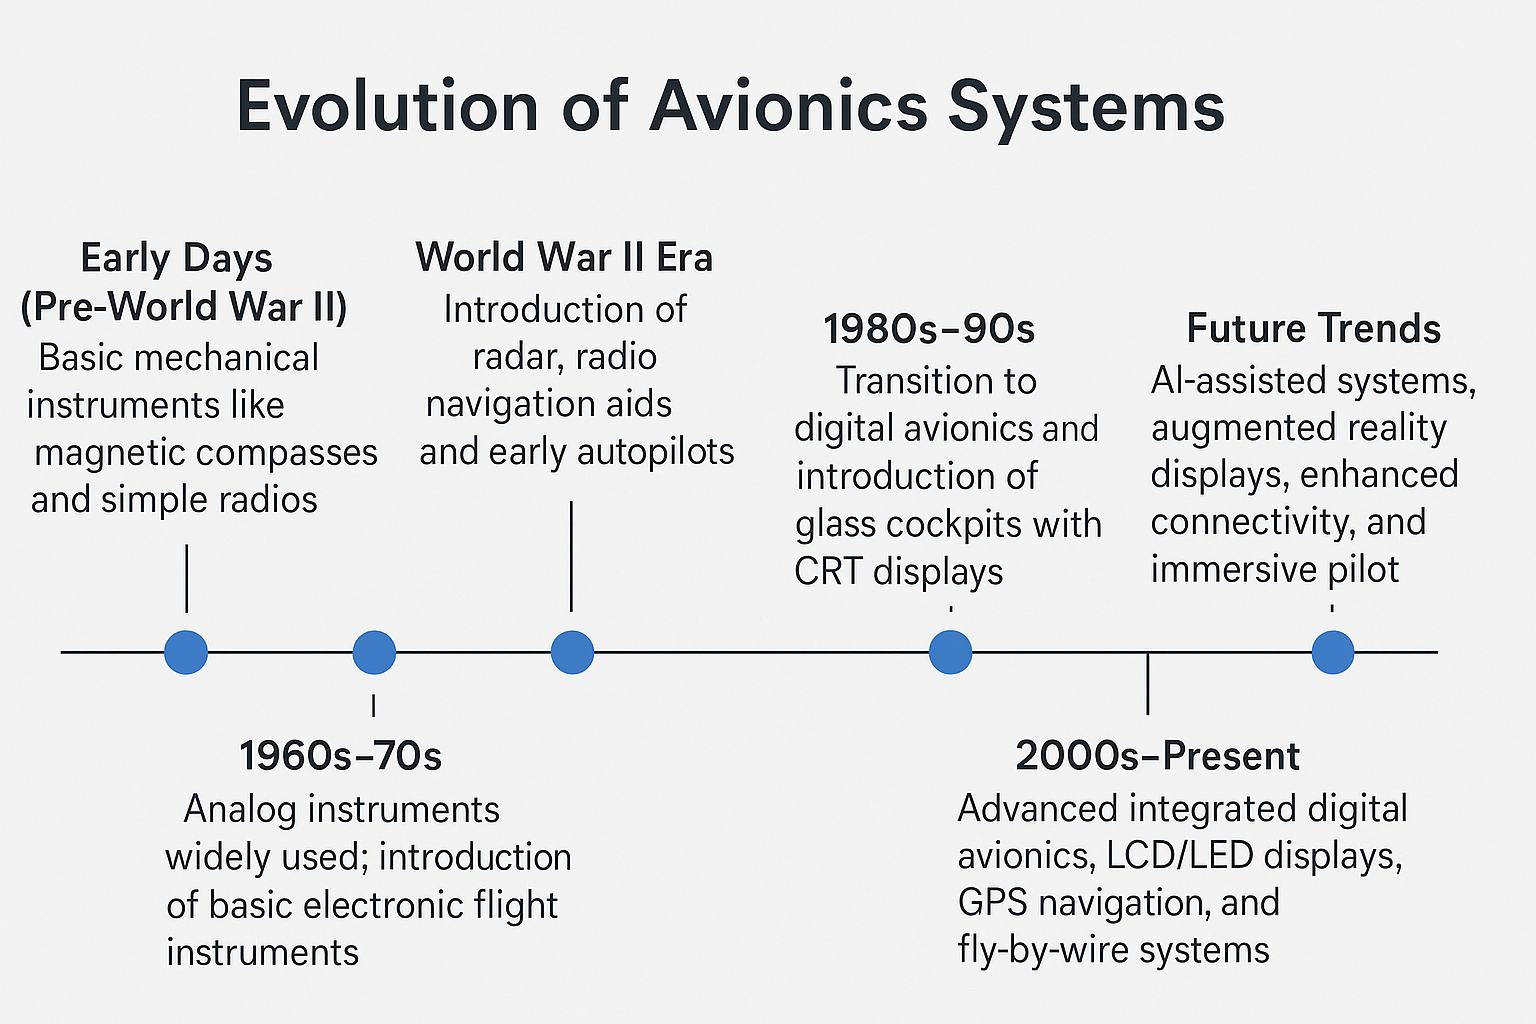 Evolution of Avionics Systems
Early Days
(Pre-World War II)
Basic mechanical
instruments like
magnetic compasses
and simple radios
World War II Era
Introduction of
radar, radio
navigation aids
and early autopilots
1980s–90s
Transition to
digital avionics and
introduction of
glass cockpits with
CRT displays
Future Trends
AI-assisted systems,
augmented reality
displays, enhanced
connectivity, and
immersive pilot
1960s–70s
Analog instruments
widely used; introduction
of basic electronic flight
instruments
2000s–Present
Advanced integrated digital
avionics, LCD/LED displays,
GPS navigation, and
fly-by-wire systems